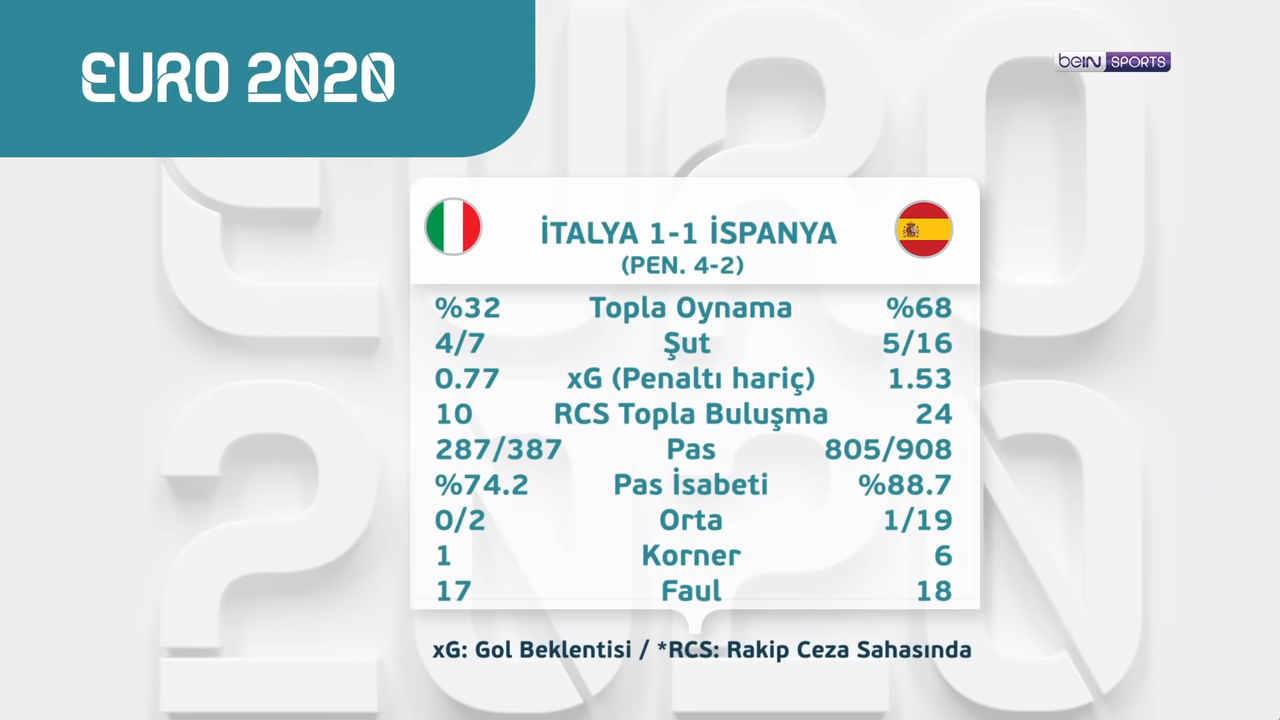 EURO 2020
beIN SPORTS
İTALYA 1-1 İSPANYA
(PEN. 4-2)
%32 Topla Oynama %68
4/7 Şut 5/16
0.77 xG (Penaltı hariç) 1.53
10 RCS Topla Buluşma 24
287/387 Pas 805/908
%74.2 Pas İsabeti %88.7
0/2 Orta 1/19
1 Korner 6
17 Faul 18
xG: Gol Beklentisi / *RCS: Rakip Ceza Sahasında